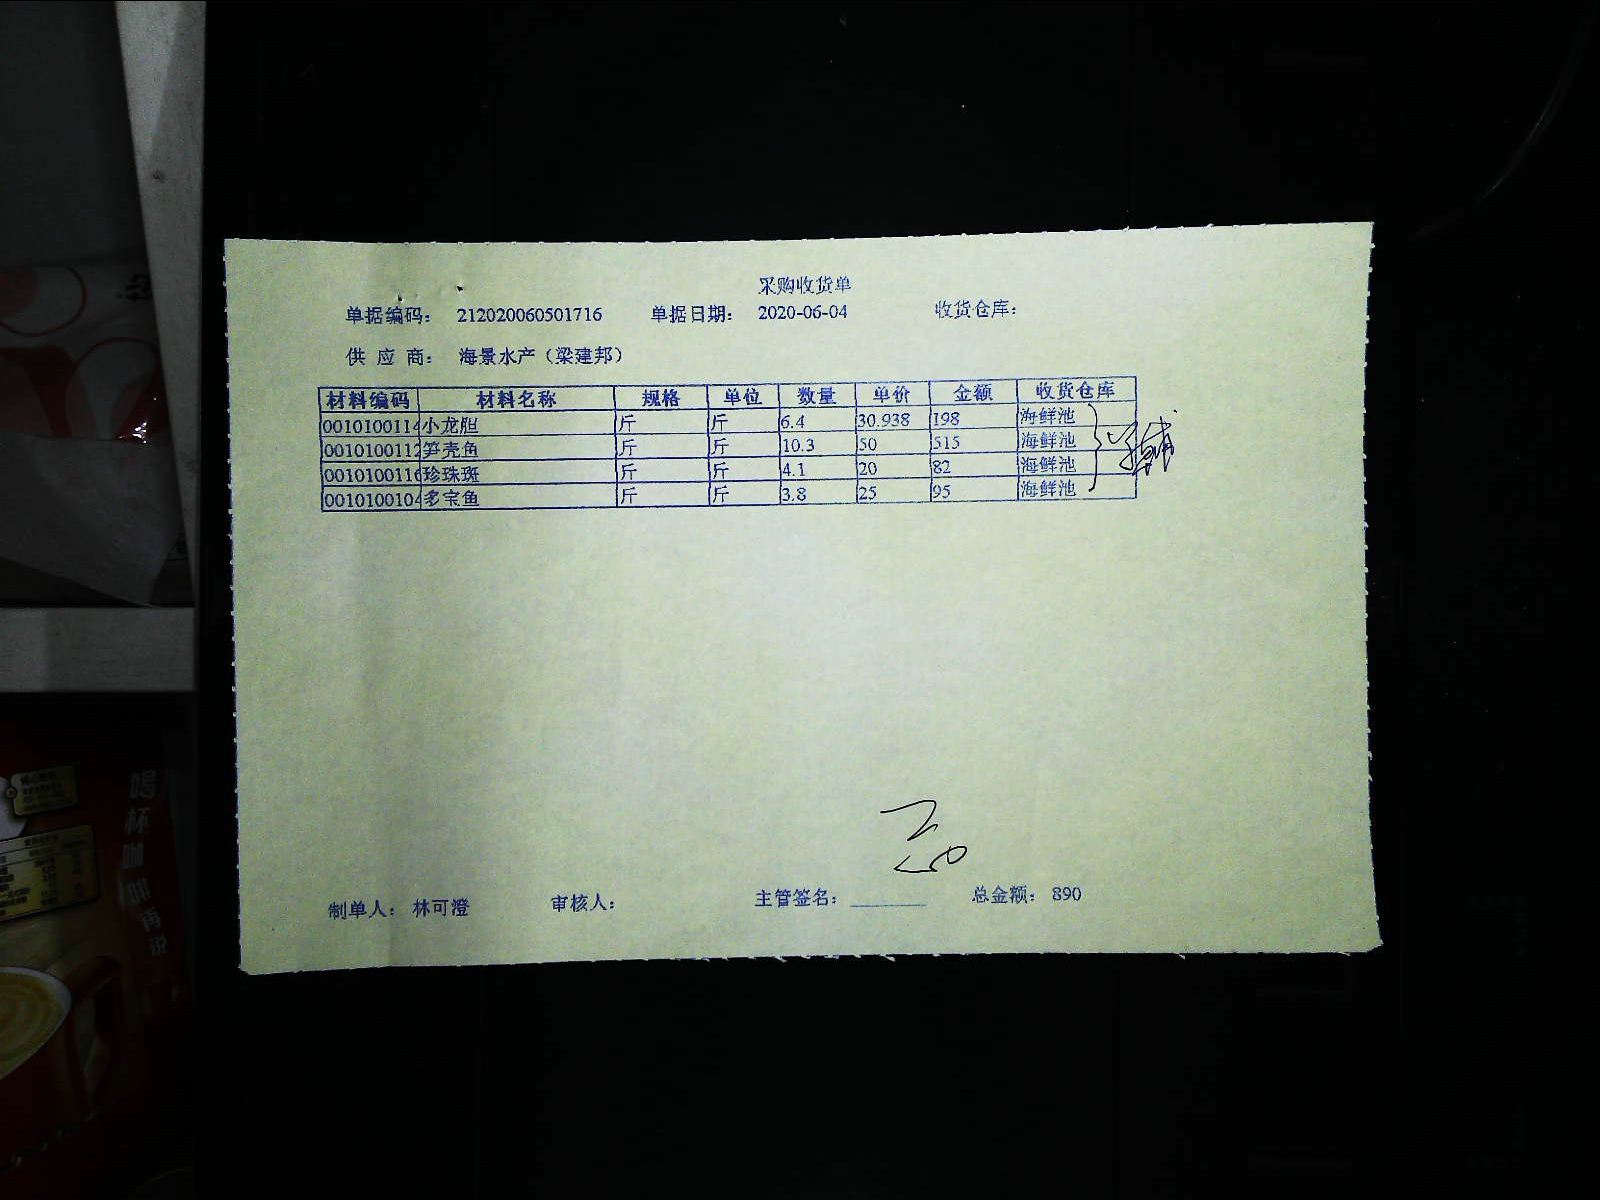 采购收货单
单据编码： 212020060501716 单据日期： 2020-06-04 收货仓库：
供 应 商： 海景水产（梁建邦）
材料编码 材料名称 规格 单位 数量 单价 金额 收货仓库
0010100114 小龙胆 斤 斤 6.4 30.938 198 海鲜池
0010100112 笋壳鱼 斤 斤 10.3 50 515 海鲜池
0010100116 珍珠斑 斤 斤 4.1 20 82 海鲜池
0010100104 多宝鱼 斤 斤 3.8 25 95 海鲜池
制单人： 林可澄 审核人： 主管签名： 总金额： 890
喝杯咖啡再说